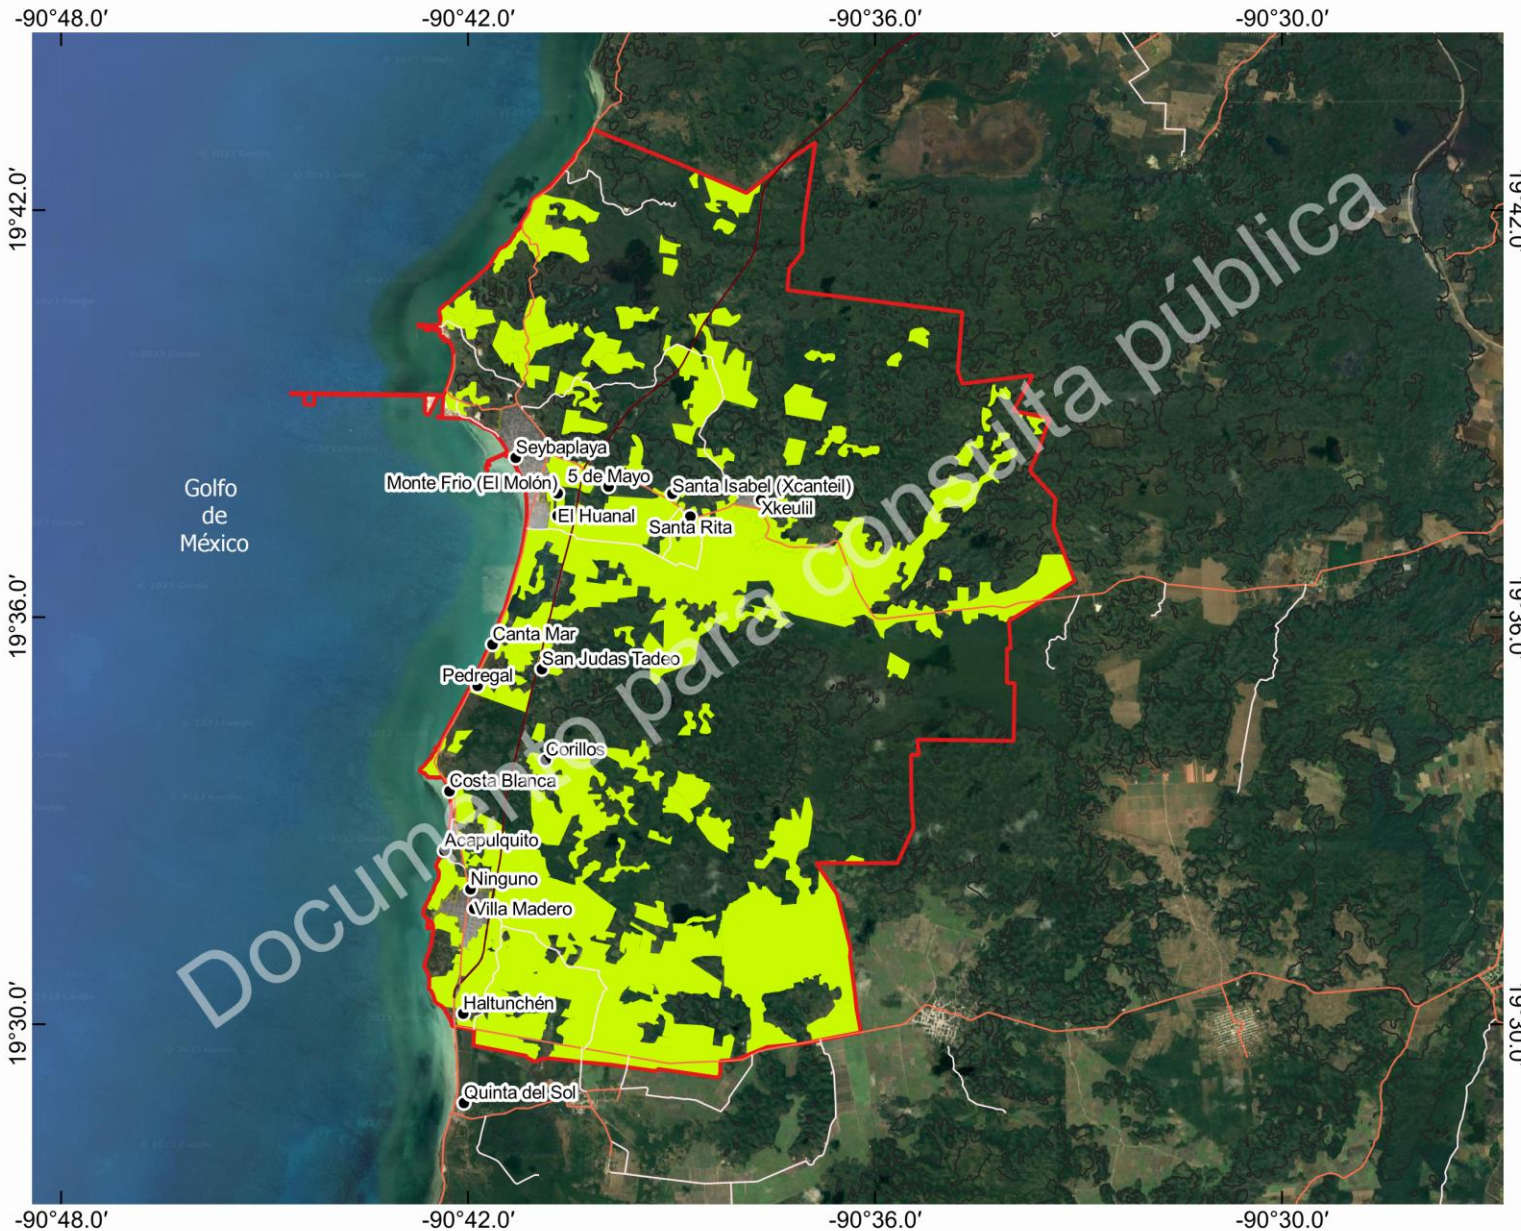 -90°48.0' -90°42.0' -90°36.0' -90°30.0'
19°42.0' 19°42.0'
Seybaplaya
Monte Frio (El Molón) 5 de Mayo Santa Isabel (Xcanteil)
Xkeulil
El Huanal Santa Rita
Golfo
de
México
19°36.0' 19°36.0'
Canta Mar
San Judas Tadeo
Pedregal
Corillos
Costa Blanca
Acapulquito
Ninguno
Villa Madero
Haltunchén
19°30.0' 19°30.0'
Quinta del Sol
-90°48.0' -90°42.0' -90°36.0' -90°30.0'
Documento para consulta pública